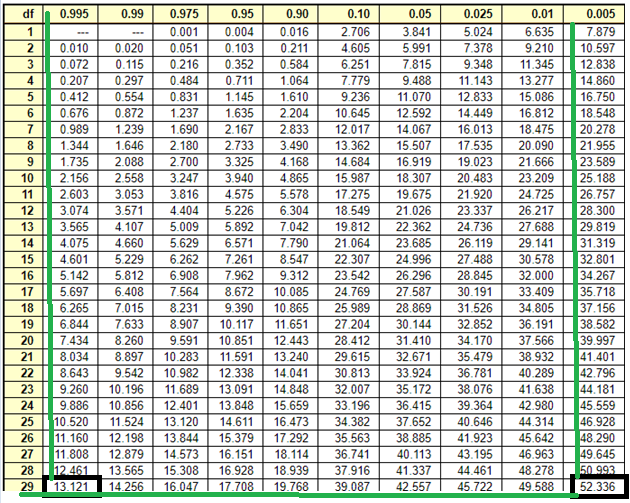 df 0.995 0.99 0.975 0.95 0.90 0.10 0.05 0.025 0.01 0.005
1 --- --- 0.001 0.004 0.016 2.706 3.841 5.024 6.635 7.879
2 0.010 0.020 0.051 0.103 0.211 4.605 5.991 7.378 9.210 10.597
3 0.072 0.115 0.216 0.352 0.584 6.251 7.815 9.348 11.345 12.838
4 0.207 0.297 0.484 0.711 1.064 7.779 9.488 11.143 13.277 14.860
5 0.412 0.554 0.831 1.145 1.610 9.236 11.070 12.833 15.086 16.750
6 0.676 0.872 1.237 1.635 2.204 10.645 12.592 14.449 16.812 18.548
7 0.989 1.239 1.690 2.167 2.833 12.017 14.067 16.013 18.475 20.278
8 1.344 1.646 2.180 2.733 3.490 13.362 15.507 17.535 20.090 21.955
9 1.735 2.088 2.700 3.325 4.168 14.684 16.919 19.023 21.666 23.589
10 2.156 2.558 3.247 3.940 4.865 15.987 18.307 20.483 23.209 25.188
11 2.603 3.053 3.816 4.575 5.578 17.275 19.675 21.920 24.725 26.757
12 3.074 3.571 4.404 5.226 6.304 18.549 21.026 23.337 26.217 28.300
13 3.565 4.107 5.009 5.892 7.042 19.812 22.362 24.736 27.688 29.819
14 4.075 4.660 5.629 6.571 7.790 21.064 23.685 26.119 29.141 31.319
15 4.601 5.229 6.262 7.261 8.547 22.307 24.996 27.488 30.578 32.801
16 5.142 5.812 6.908 7.962 9.312 23.542 26.296 28.845 32.000 34.267
17 5.697 6.408 7.564 8.672 10.085 24.769 27.587 30.191 33.409 35.718
18 6.265 7.015 8.231 9.390 10.865 25.989 28.869 31.526 34.805 37.156
19 6.844 7.633 8.907 10.117 11.651 27.204 30.144 32.852 36.191 38.582
20 7.434 8.260 9.591 10.851 12.443 28.412 31.410 34.170 37.566 39.997
21 8.034 8.897 10.283 11.591 13.240 29.615 32.671 35.479 38.932 41.401
22 8.643 9.542 10.982 12.338 14.041 30.813 33.924 36.781 40.289 42.796
23 9.260 10.196 11.689 13.091 14.848 32.007 35.172 38.076 41.638 44.181
24 9.886 10.856 12.401 13.848 15.659 33.196 36.415 39.364 42.980 45.559
25 10.520 11.524 13.120 14.611 16.473 34.382 37.652 40.646 44.314 46.928
26 11.160 12.198 13.844 15.379 17.292 35.563 38.885 41.923 45.642 48.290
27 11.808 12.879 14.573 16.151 18.114 36.741 40.113 43.195 46.963 49.645
28 12.461 13.565 15.308 16.928 18.939 37.916 41.337 44.461 48.278 50.993
29 13.121 14.256 16.047 17.708 19.768 39.087 42.557 45.722 49.588 52.336